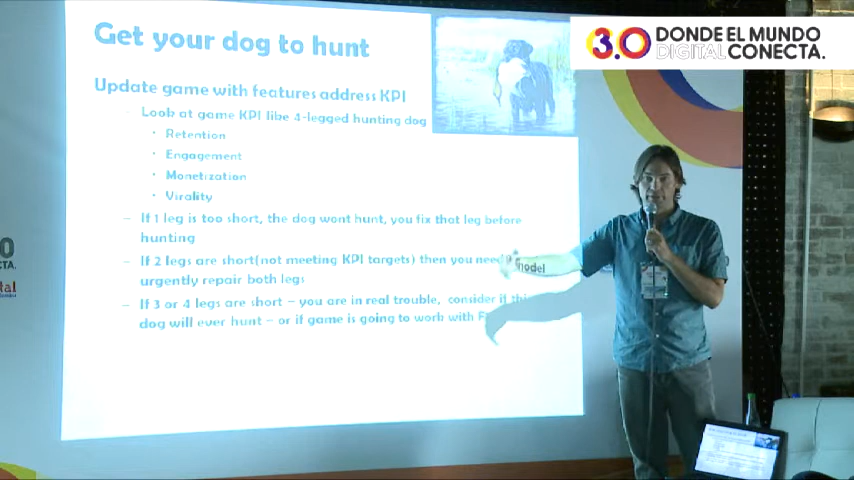 Get your dog to hunt
Update game with features address KPI
Look at game KPI like 4-legged hunting dog
• Retention
• Engagement
• Monetization
• Virality
– If 1 leg is too short, the dog wont hunt, you fix that leg before
hunting
– If 2 legs are short(not meeting KPI targets) then you need
model
urgently repair both legs
– If 3 or 4 legs are short – you are in real trouble, consider if this
dog will ever hunt – or if game is going to work with
3.0 DONDE EL MUNDO
DIGITAL CONECTA.